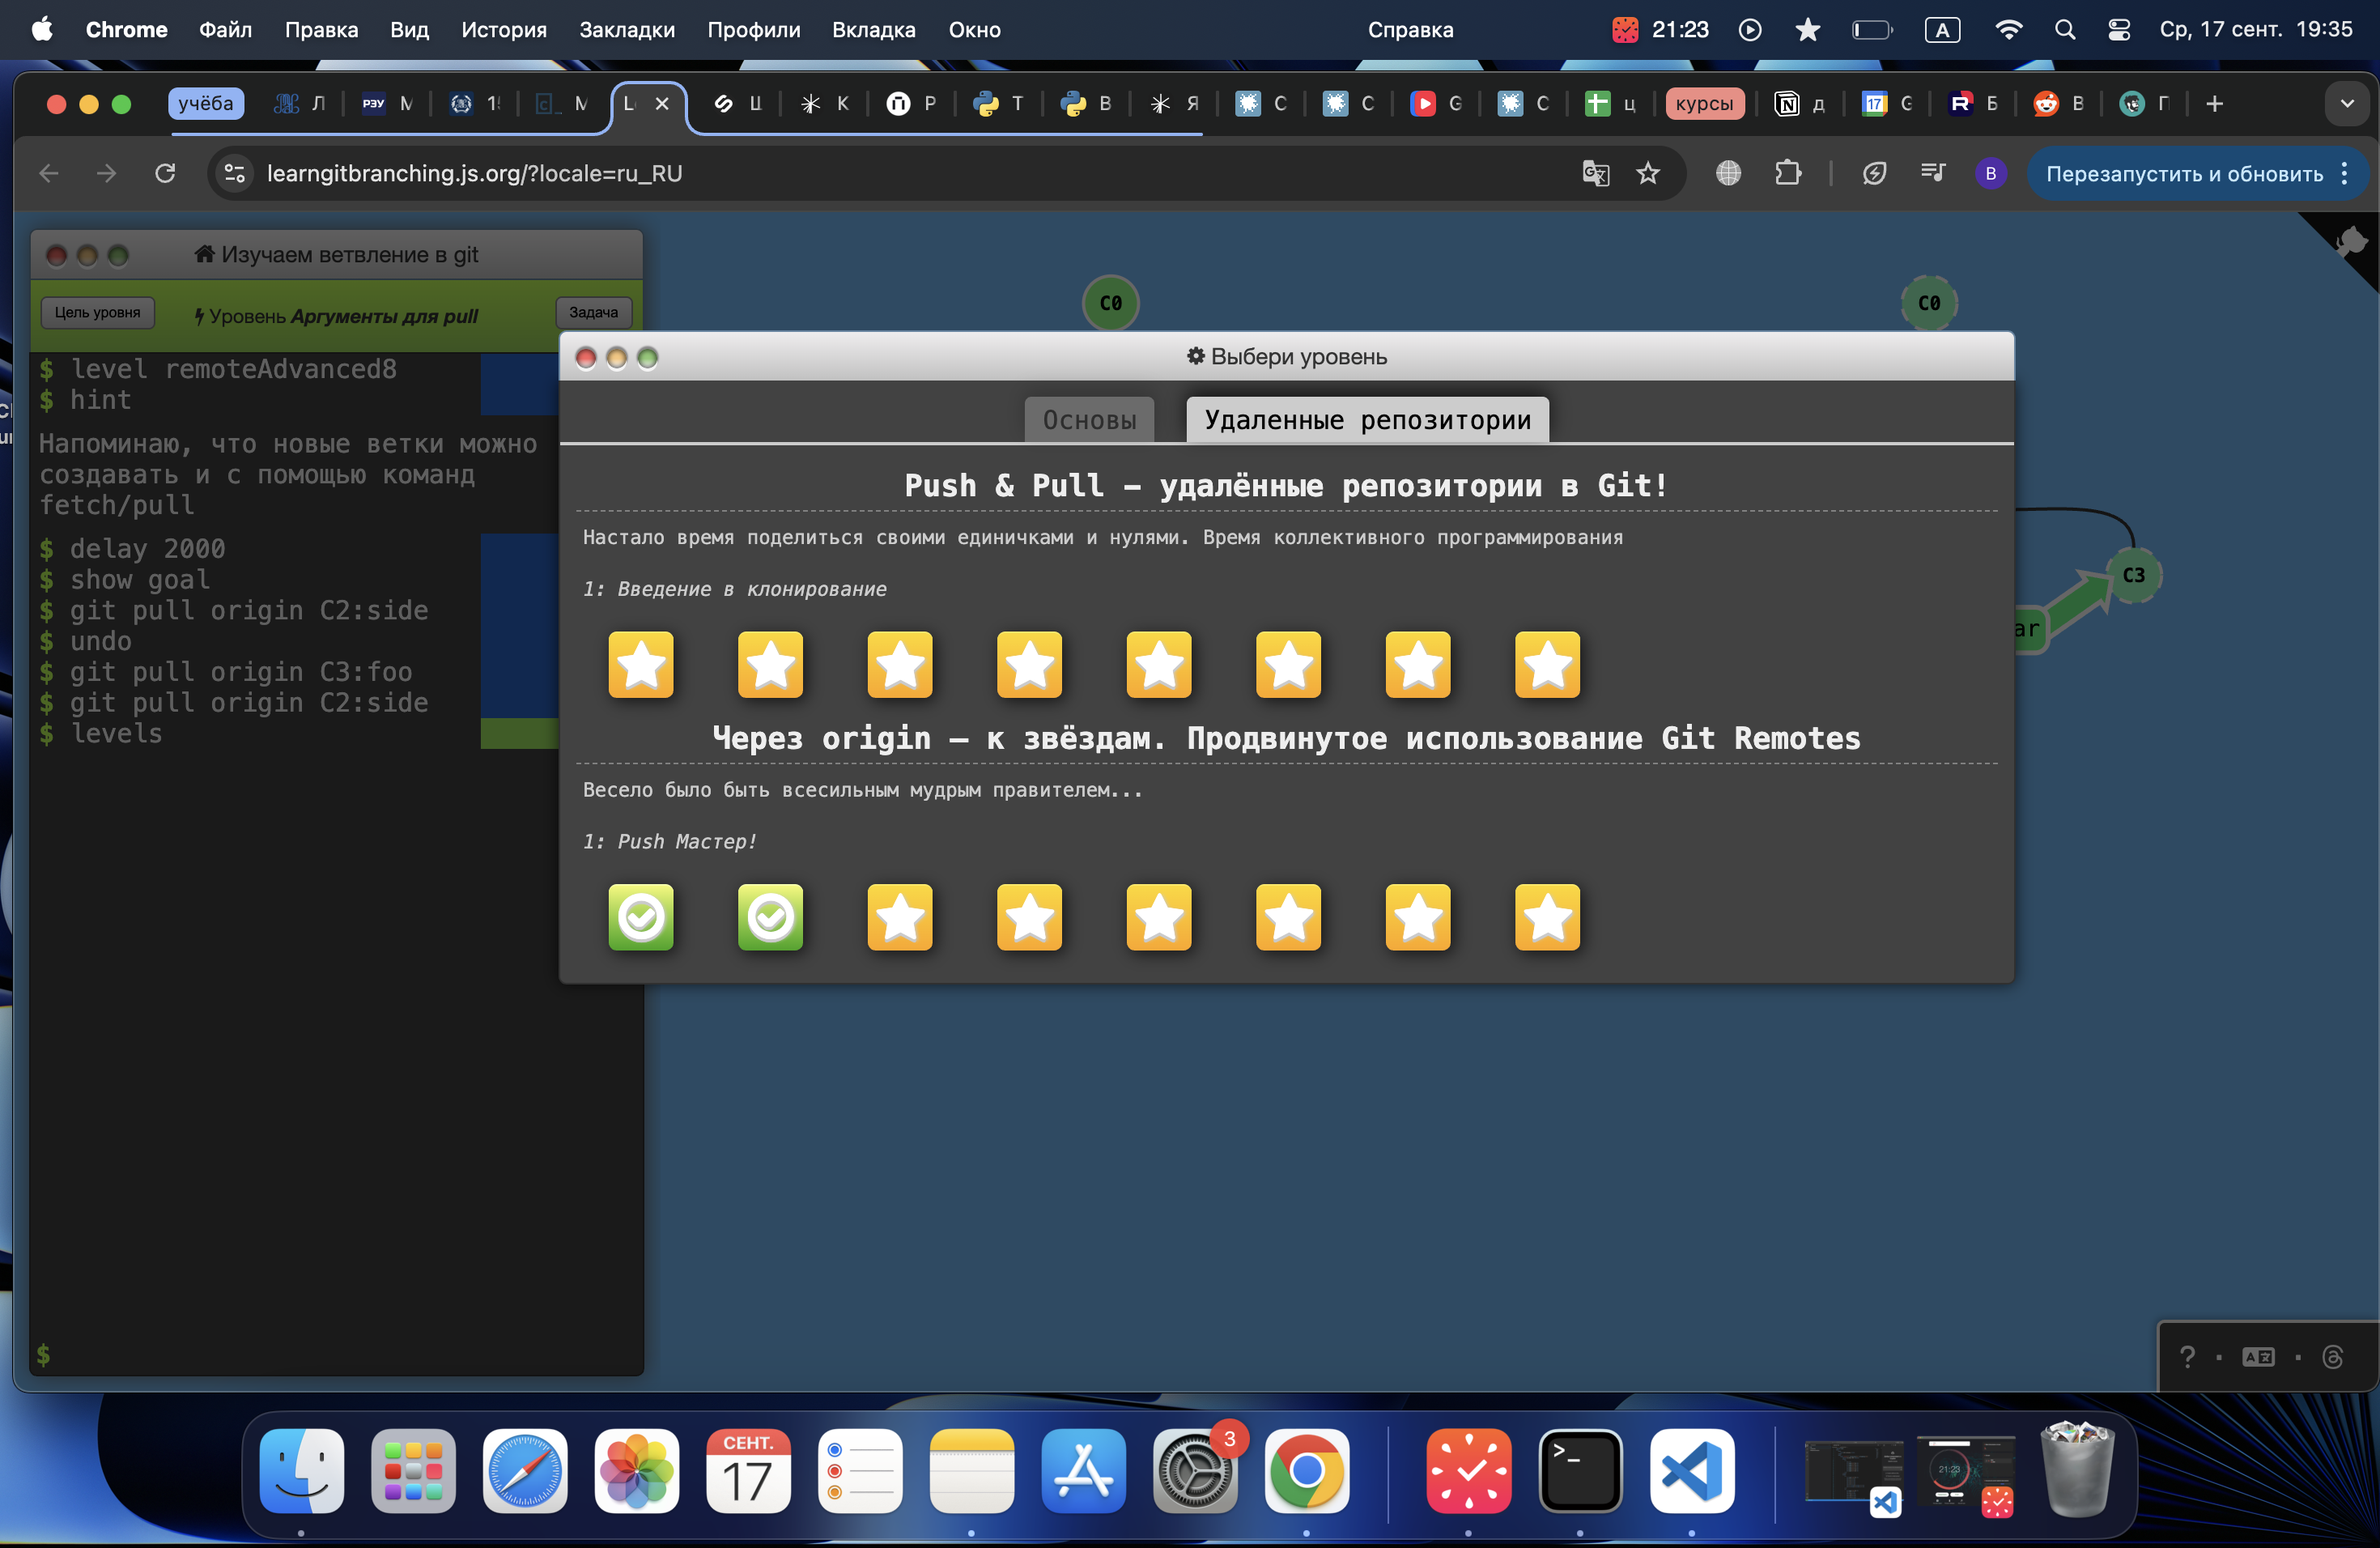 Chrome Файл Правка Вид История Закладки Профили Вкладка Окно Справка 21:23 A Ср, 17 сент. 19:35
учёба Л РЭУ М М L Ш К Р Т В Я С С G С ц курсы д 17 G R Б В Г
learngitbranching.js.org/?locale=ru_RU В Перезапустить и обновить
Изучаем ветвление в git
Цель уровня Уровень Аргументы для pull Задача
$ level remoteAdvanced8
$ hint
Напоминаю, что новые ветки можно
создавать и с помощью команд
fetch/pull
$ delay 2000
$ show goal
$ git pull origin C2:side
$ undo
$ git pull origin C3:foo
$ git pull origin C2:side
$ levels
$
C0 C0
Выбери уровень
Основы Удаленные репозитории
Push & Pull – удалённые репозитории в Git!
Настало время поделиться своими единичками и нулями. Время коллективного программирования
1: Введение в клонирование
Через origin – к звёздам. Продвинутое использование Git Remotes
Весело было быть всесильным мудрым правителем...
1: Push Мастер!
C3
ar
? · · 
СЕНТ.
17
3
>_
21:23